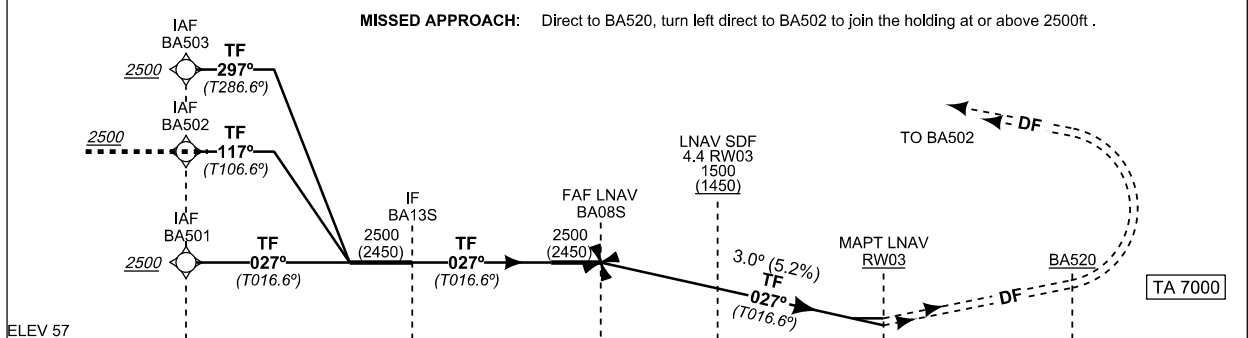 MISSED APPROACH: Direct to BA520, turn left direct to BA502 to join the holding at or above 2500ft .
IAF
BA503
2500
TF
297º
(T286.6º)
IAF
BA502
2500
TF
117º
(T106.6º)
IAF
BA501
2500
TF
027º
(T016.6º)
IF
BA13S
2500
(2450)
TF
027º
(T016.6º)
FAF LNAV
BA08S
2500
(2450)
LNAV SDF
4.4 RW03
1500
(1450)
3.0º (5.2%)
TF
027º
(T016.6º)
MAPT LNAV
RW03
DF
BA520
DF
TO BA502
TA 7000
ELEV 57